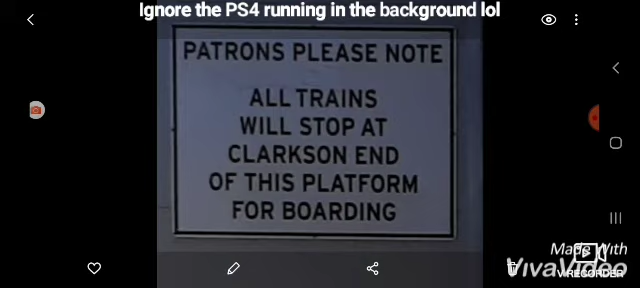 Ignore the PS4 running in the background lol
PATRONS PLEASE NOTE
ALL TRAINS
WILL STOP AT
CLARKSON END
OF THIS PLATFORM
FOR BOARDING
Made With
VivaVideo
V RECORDER